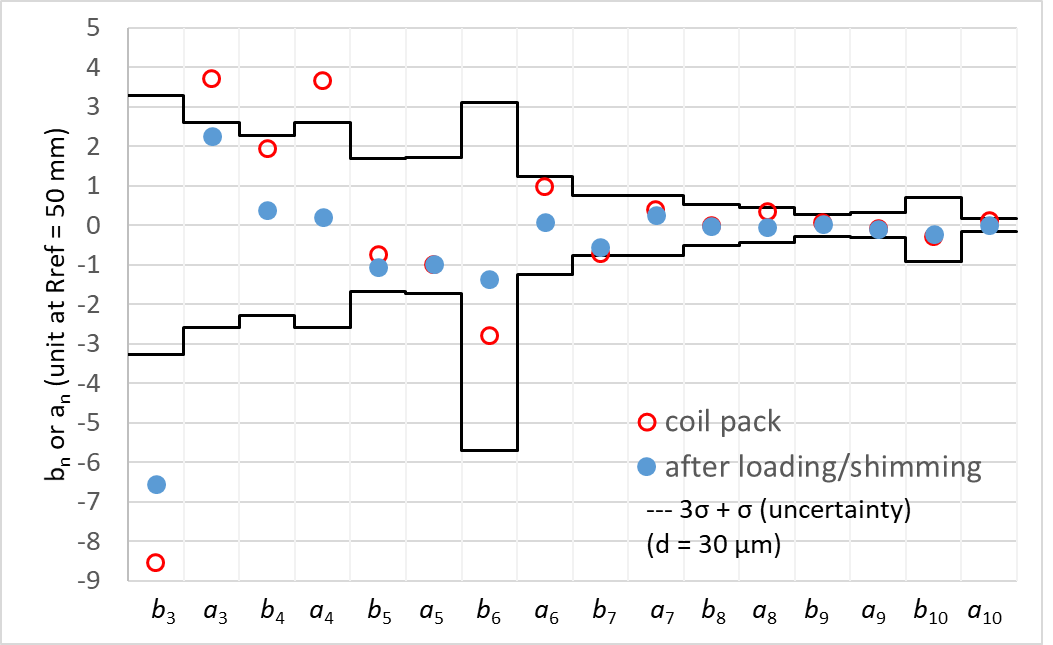 5
4
3
2
1
0
-1
-2
-3
-4
-5
-6
-7
-8
-9
bn or an (unit at Rref = 50 mm)
coil pack
after loading/shimming
--- 3σ + σ (uncertainty)
(d = 30 µm)
b3 a3 b4 a4 b5 a5 b6 a6 b7 a7 b8 a8 b9 a9 b10 a10